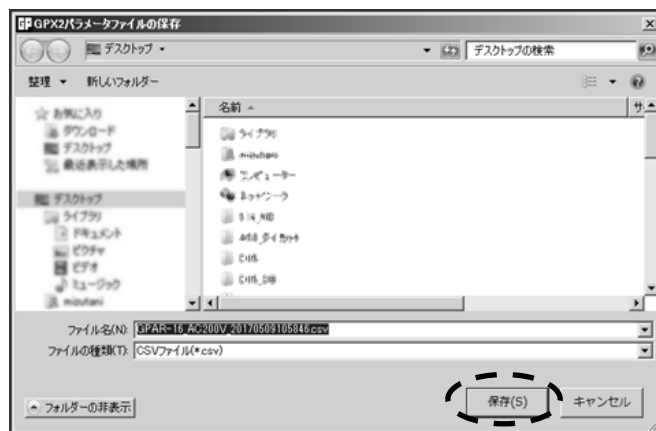 GPX2パラメータファイルの保存
デスクトップ
デスクトップの検索
整理 新しいフォルダー
お気に入り
ダウンロード
デスクトップ
最近表示した場所
デスクトップ
ライブラリ
ドキュメント
ピクチャ
ビデオ
ミュージック
mizutani
名前 サ
ライブラリ
mizutani
コンピューター
ネットワーク
ファイル名(N): GPAR-16_AC200V_20170509105846.csv
ファイルの種類(T): CSVファイル(*.csv)
フォルダーの非表示
保存(S)
キャンセル